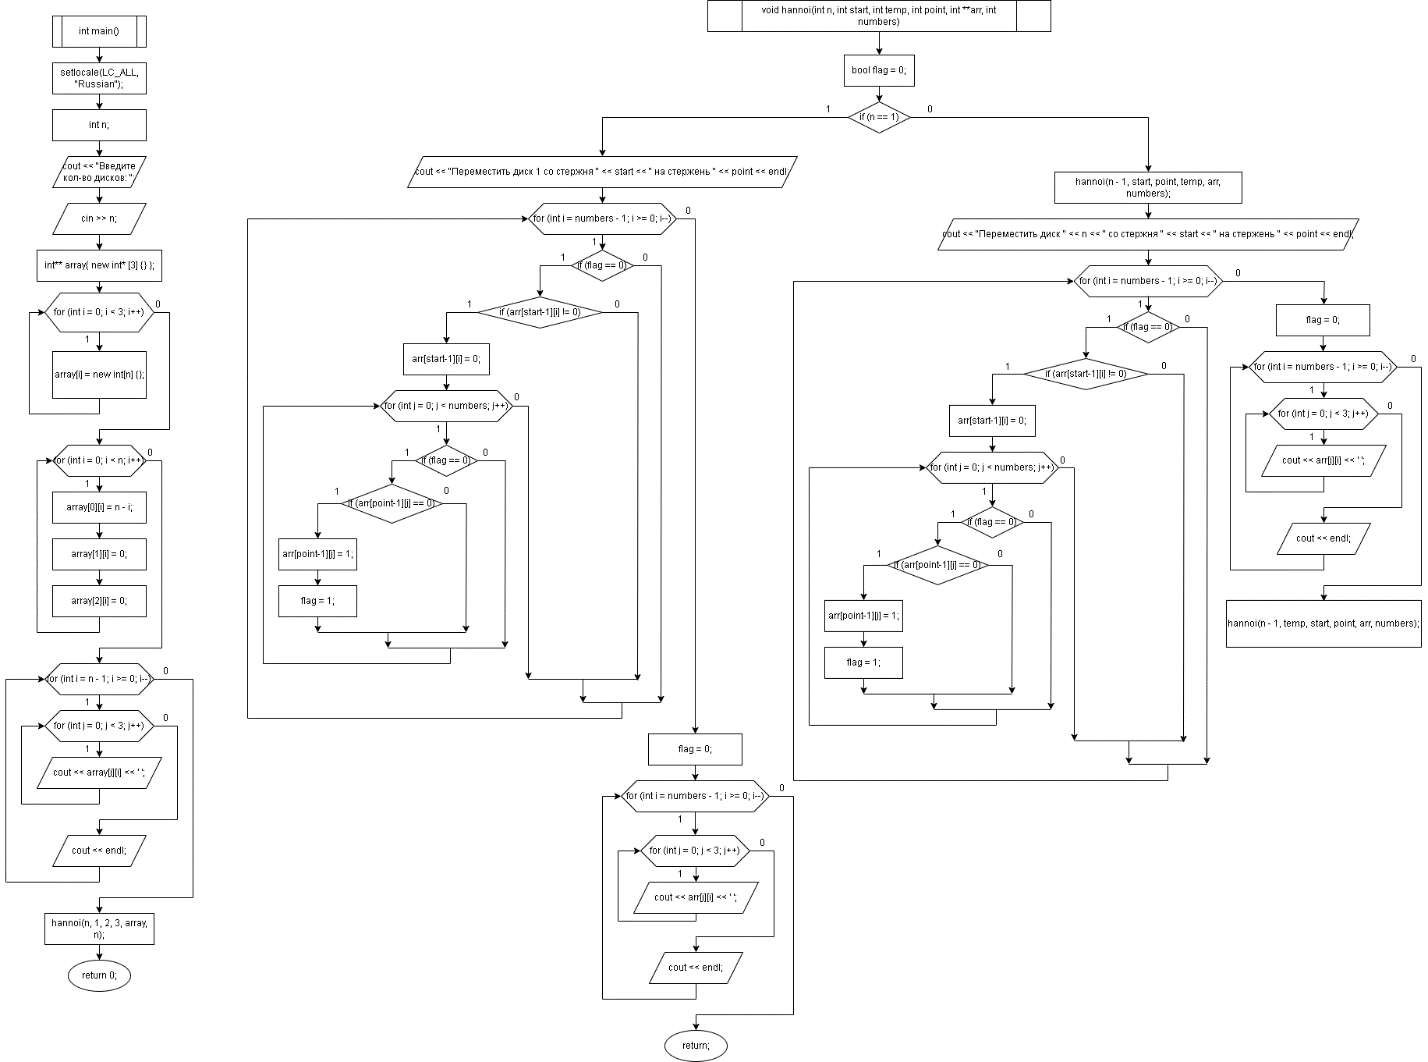 int main()
setlocale(LC_ALL,
"Russian");
int n;
cout << "Введите
кол-во дисков: ";
cin >> n;
int** array{ new int* [3] {} };
for (int i = 0; i < 3; i++)
0
1
array[i] = new int[n] {};
for (int i = 0; i < n; i++)
0
1
array[0][i] = n - i;
array[1][i] = 0;
array[2][i] = 0;
for (int i = n - 1; i >= 0; i--)
0
1
for (int j = 0; j < 3; j++)
0
1
cout << array[j][i] << ' ';
cout << endl;
hannoi(n, 1, 2, 3, array,
n);
return 0;
void hannoi(int n, int start, int temp, int point, int **arr, int
numbers)
bool flag = 0;
if (n == 1)
1
0
cout << "Переместить диск 1 со стержня " << start << " на стержень " << point << endl;
for (int i = numbers - 1; i >= 0; i--)
0
1
if (flag == 0)
1
0
if (arr[start-1][i] != 0)
1
0
arr[start-1][i] = 0;
for (int j = 0; j < numbers; j++)
0
1
if (flag == 0)
1
0
if (arr[point-1][j] == 0)
1
0
arr[point-1][j] = 1;
flag = 1;
flag = 0;
for (int i = numbers - 1; i >= 0; i--)
0
1
for (int j = 0; j < 3; j++)
0
1
cout << arr[j][i] << ' ';
cout << endl;
return;
hannoi(n - 1, start, point, temp, arr,
numbers);
cout << "Переместить диск " << n << " со стержня " << start << " на стержень " << point << endl;
for (int i = numbers - 1; i >= 0; i--)
0
1
if (flag == 0)
1
0
if (arr[start-1][i] != 0)
1
0
arr[start-1][i] = 0;
for (int j = 0; j < numbers; j++)
0
1
if (flag == 0)
1
0
if (arr[point-1][j] == 0)
1
0
arr[point-1][j] = 1;
flag = 1;
flag = 0;
for (int i = numbers - 1; i >= 0; i--)
0
1
for (int j = 0; j < 3; j++)
0
1
cout << arr[j][i] << ' ';
cout << endl;
hannoi(n - 1, temp, start, point, arr, numbers);